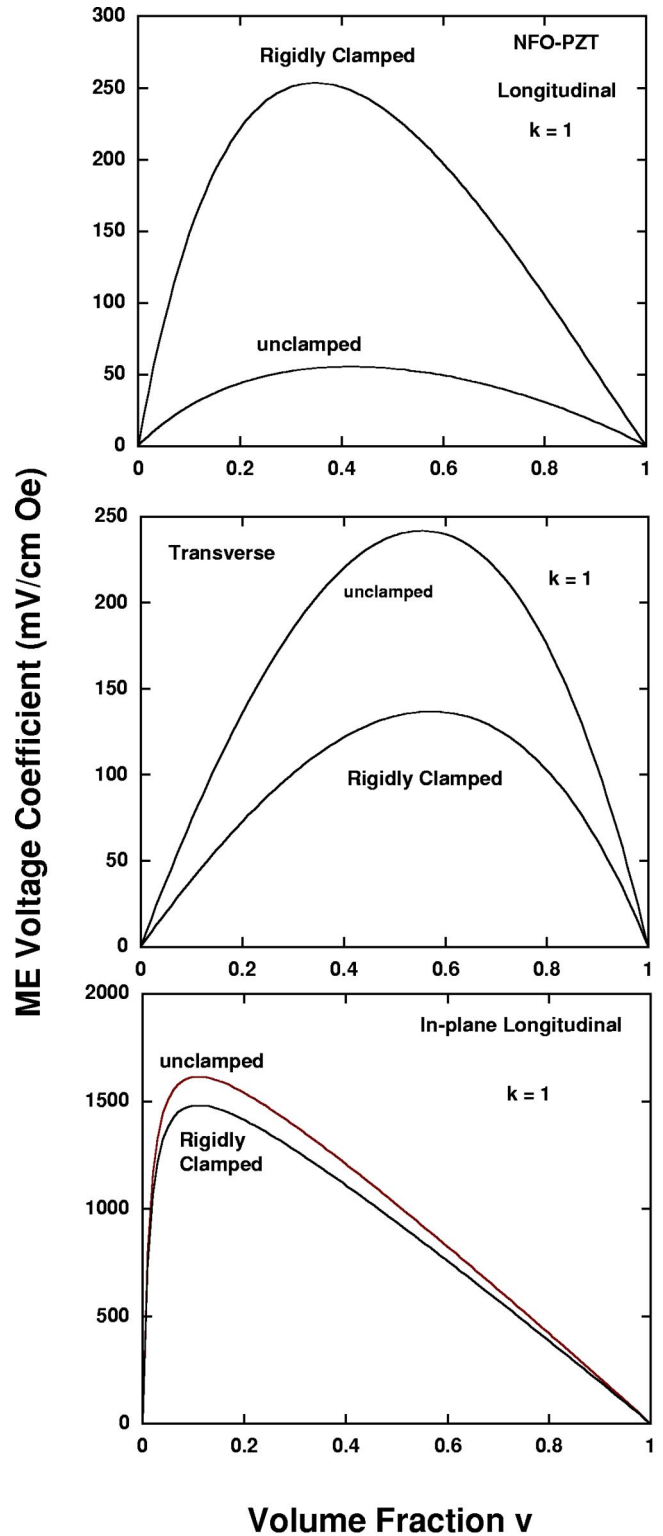 300
NFO-PZT
Rigidly Clamped
Longitudinal
250
k = 1
200
150
100
unclamped
50
0
0 0.2 0.4 0.6 0.8 1
250
Transverse
k = 1
200
unclamped
150
Rigidly Clamped
100
50
0
0 0.2 0.4 0.6 0.8 1
2000
In-plane Longitudinal
unclamped
k = 1
1500
Rigidly
Clamped
1000
500
0
0 0.2 0.4 0.6 0.8 1
ME Voltage Coefficient (mV/cm Oe)
Volume Fraction v